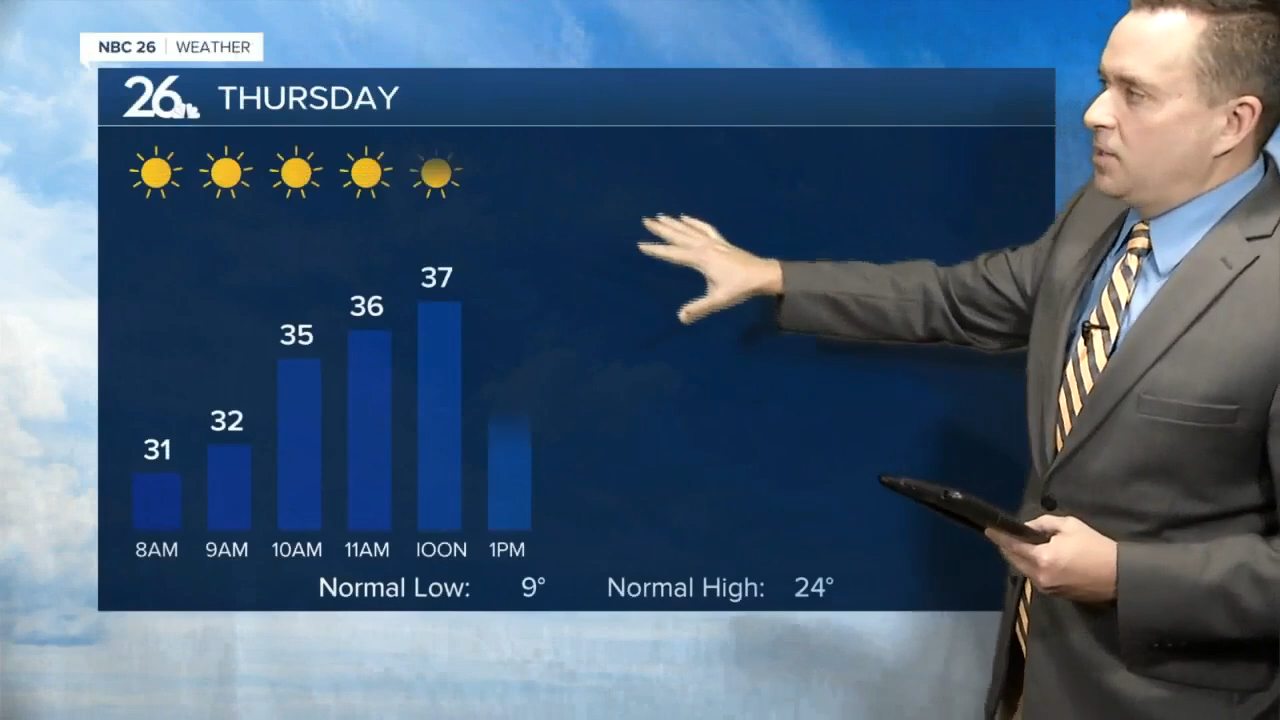 NBC 26 | WEATHER
26 THURSDAY
37
36
35
32
31
8AM 9AM 10AM 11AM IOON 1PM
Normal Low: 9° Normal High: 24°